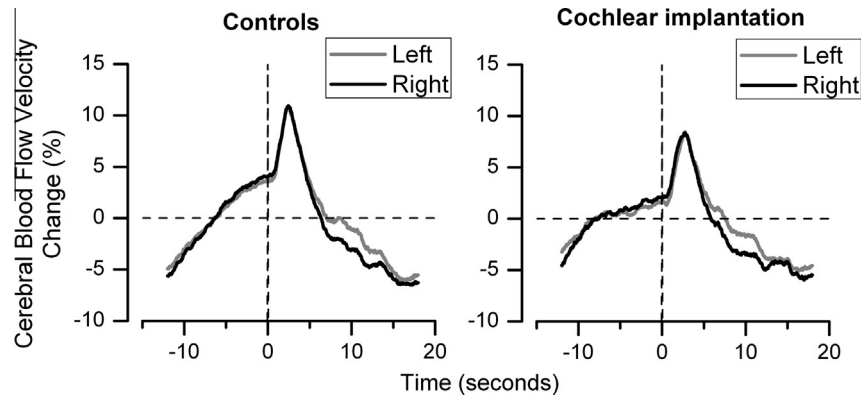 Controls
Cochlear implantation
Cerebral Blood Flow Velocity
Change (%)
Left
Right
15
10
5
0
-5
-10
-10
0
10
20
Left
Right
15
10
5
0
-5
-10
-10
0
10
20
Time (seconds)